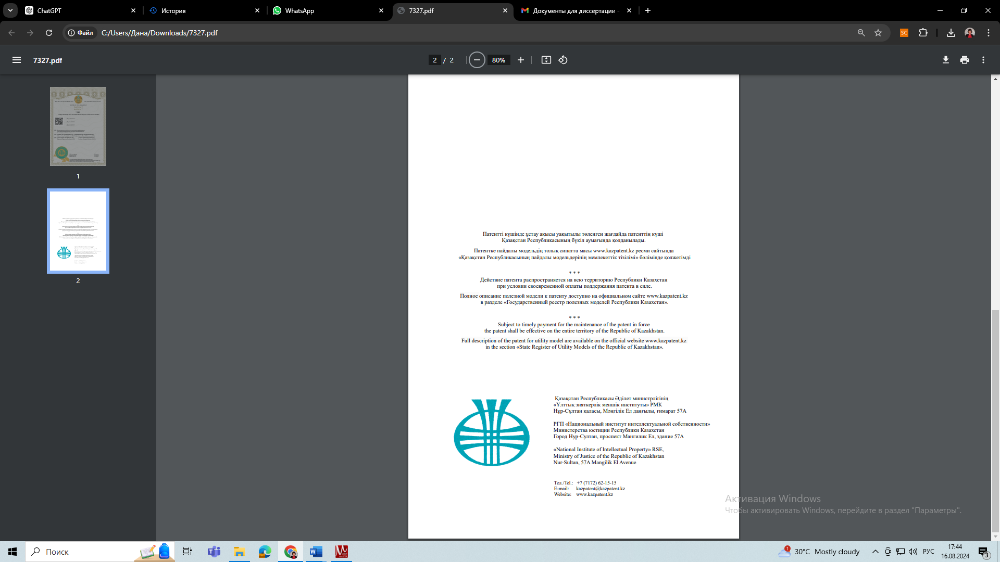 ChatGPT
История
WhatsApp
7327.pdf
Документы для диссертации -
Файл
C:/Users/Дана/Downloads/7327.pdf
SC
7327.pdf
2 / 2
80%
1
2
Патентті күшінде ұстау ақысы уақытылы төленген жағдайда патенттің күші
Қазақстан Республикасының бүкіл аумағында қолданылады.
Патентке пайдалы модельдің толық сипатта масы www.kazpatent.kz ресми сайтында
«Қазақстан Республикасының пайдалы модельдерінің мемлекеттік тізілімі» бөлімінде қолжетімді
* * *
Действие патента распространяется на всю территорию Республики Казахстан
при условии своевременной оплаты поддержания патента в силе.
Полное описание полезной модели к патенту доступно на официальном сайте www.kazpatent.kz
в разделе «Государственный реестр полезных моделей Республики Казахстан».
* * *
Subject to timely payment for the maintenance of the patent in force
the patent shall be effective on the entire territory of the Republic of Kazakhstan.
Full description of the patent for utility model are available on the official website www.kazpatent.kz
in the section «State Register of Utility Models of the Republic of Kazakhstan».
Қазақстан Республикасы Әділет министрлігінің
«Ұлттық зияткерлік меншік институты» РМК
Нұр-Сұлтан қаласы, Мәңгілік Ел даңғылы, ғимарат 57А
РГП «Национальный институт интеллектуальной собственности»
Министерства юстиции Республики Казахстан
Город Нур-Султан, проспект Мангилик Ел, здание 57А
«National Institute of Intellectual Property» RSE,
Ministry of Justice of the Republic of Kazakhstan
Nur-Sultan, 57A Mangilik El Avenue
Тел./Tel.: +7 (7172) 62-15-15
E-mail: kazpatent@kazpatent.kz
Website: www.kazpatent.kz
Активация Windows
Чтобы активировать Windows, перейдите в раздел "Параметры".
Поиск
1
30°C Mostly cloudy
РУС
17:44
16.08.2024
3